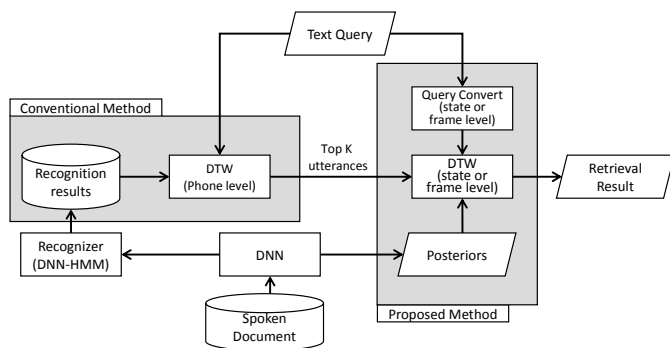 Text Query
Conventional Method
Query Convert
(state or
frame level)
Recognition
results
DTW
(Phone level)
Top K
utterances
DTW
(state or
frame level)
Retrieval
Result
Recognizer
(DNN-HMM)
DNN
Posteriors
Spoken
Document
Proposed Method